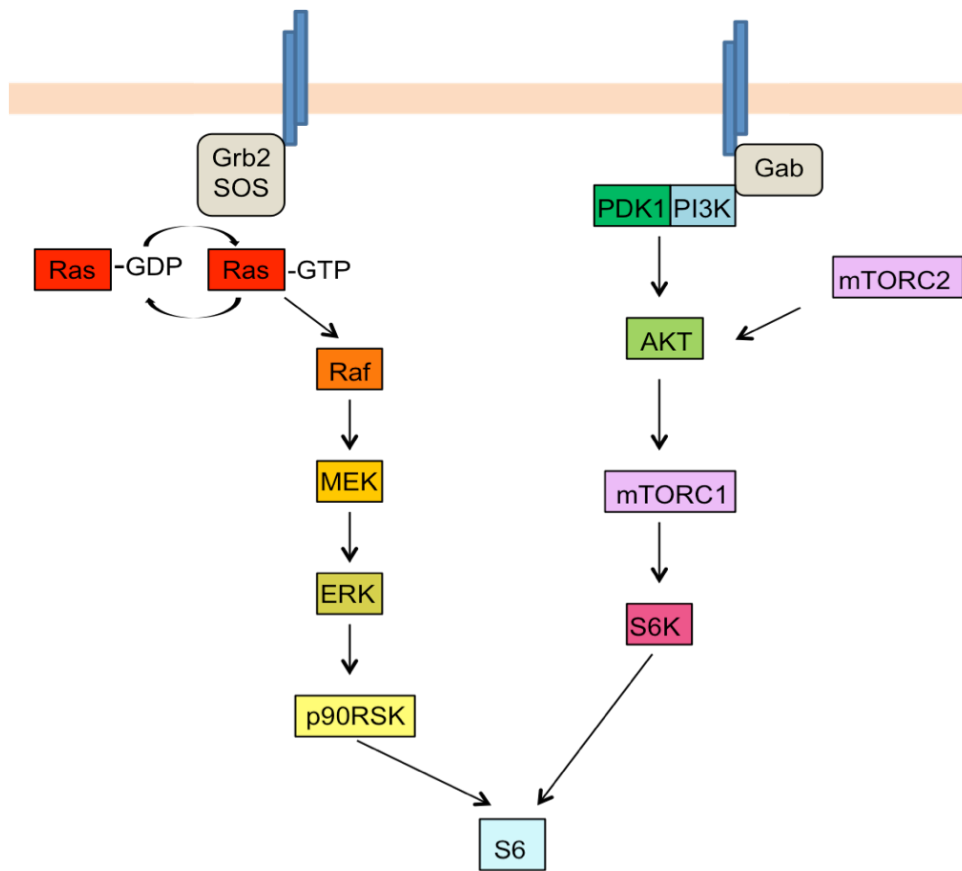 Grb2
SOS
Gab
PDK1 PI3K
Ras -GDP Ras -GTP
mTORC2
AKT
Raf
MEK
mTORC1
ERK
S6K
p90RSK
S6